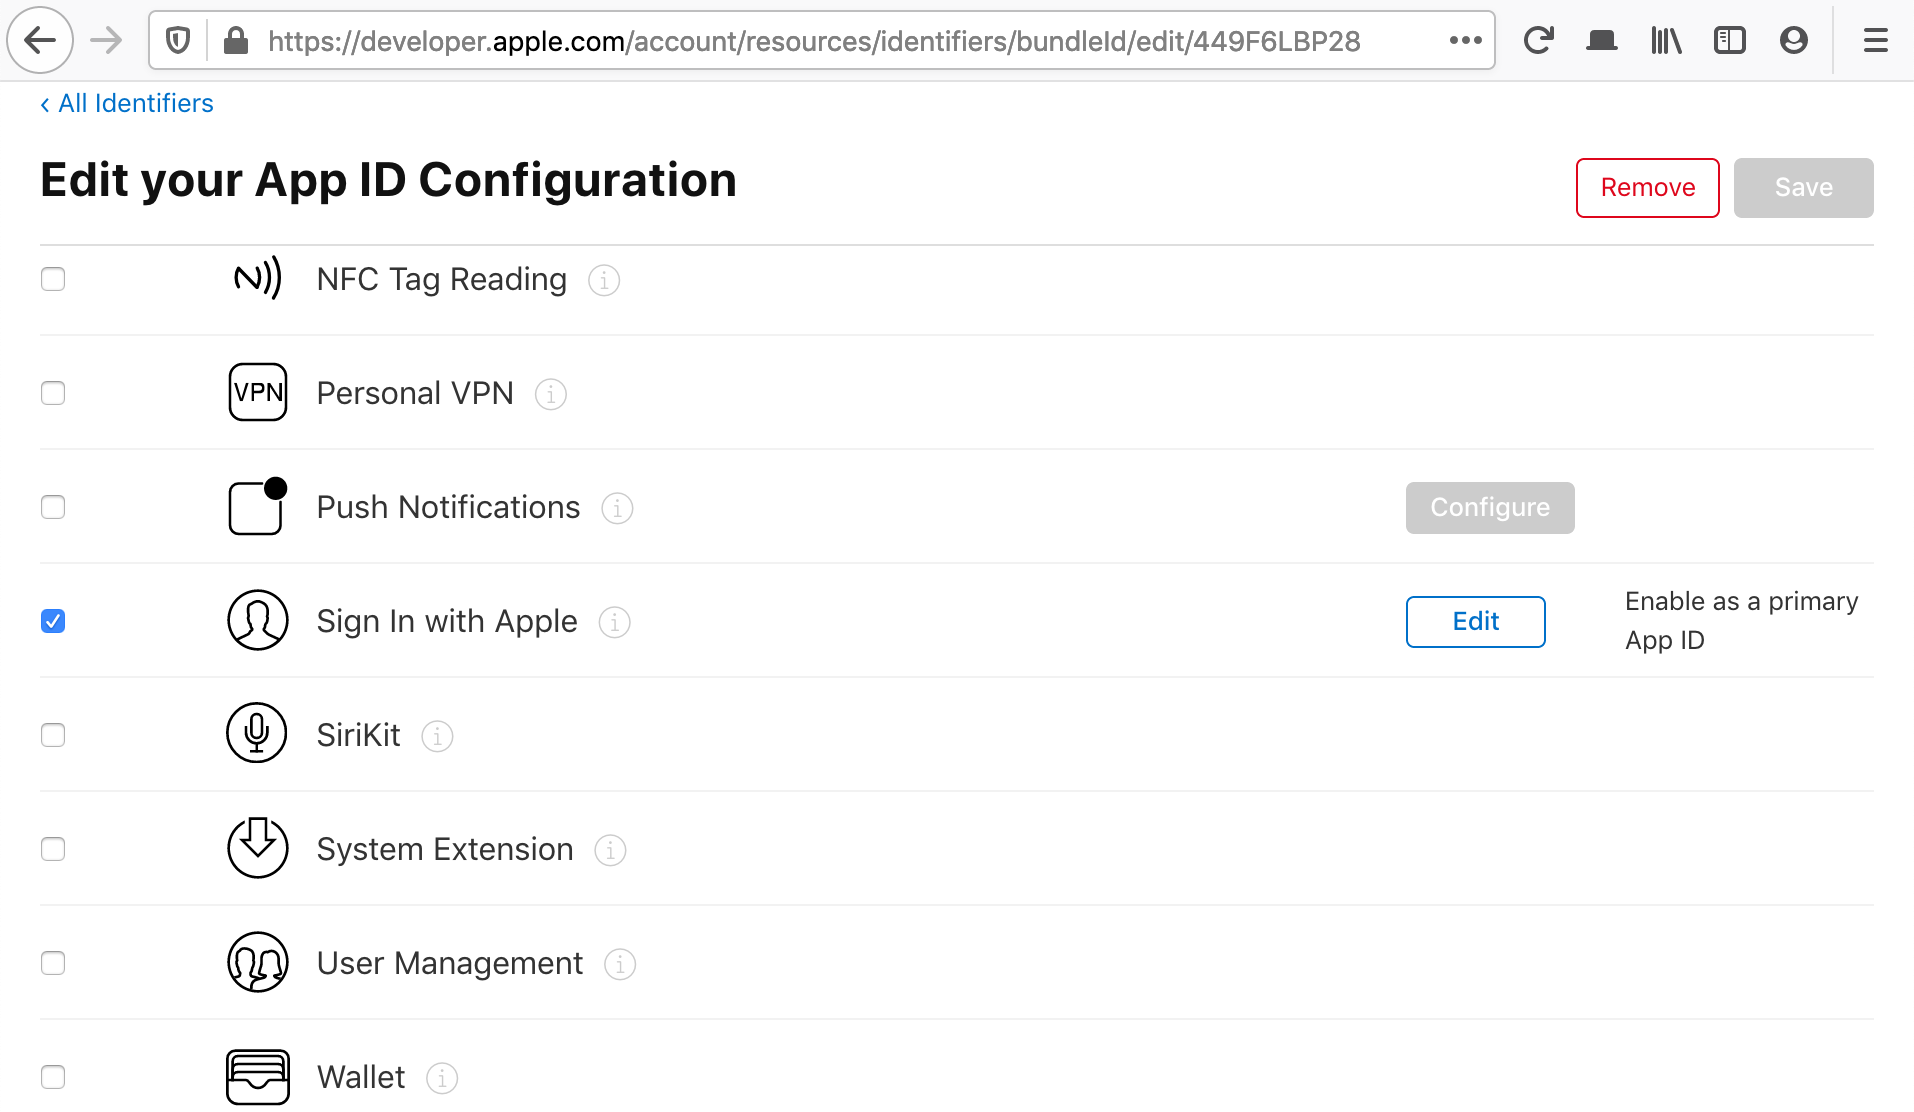 https://developer.apple.com/account/resources/identifiers/bundleId/edit/449F6LBP28
‹ All Identifiers
Edit your App ID Configuration
Remove
Save
NFC Tag Reading
VPN
Personal VPN
Push Notifications
Configure
Sign In with Apple
Edit
Enable as a primary
App ID
SiriKit
System Extension
User Management
Wallet